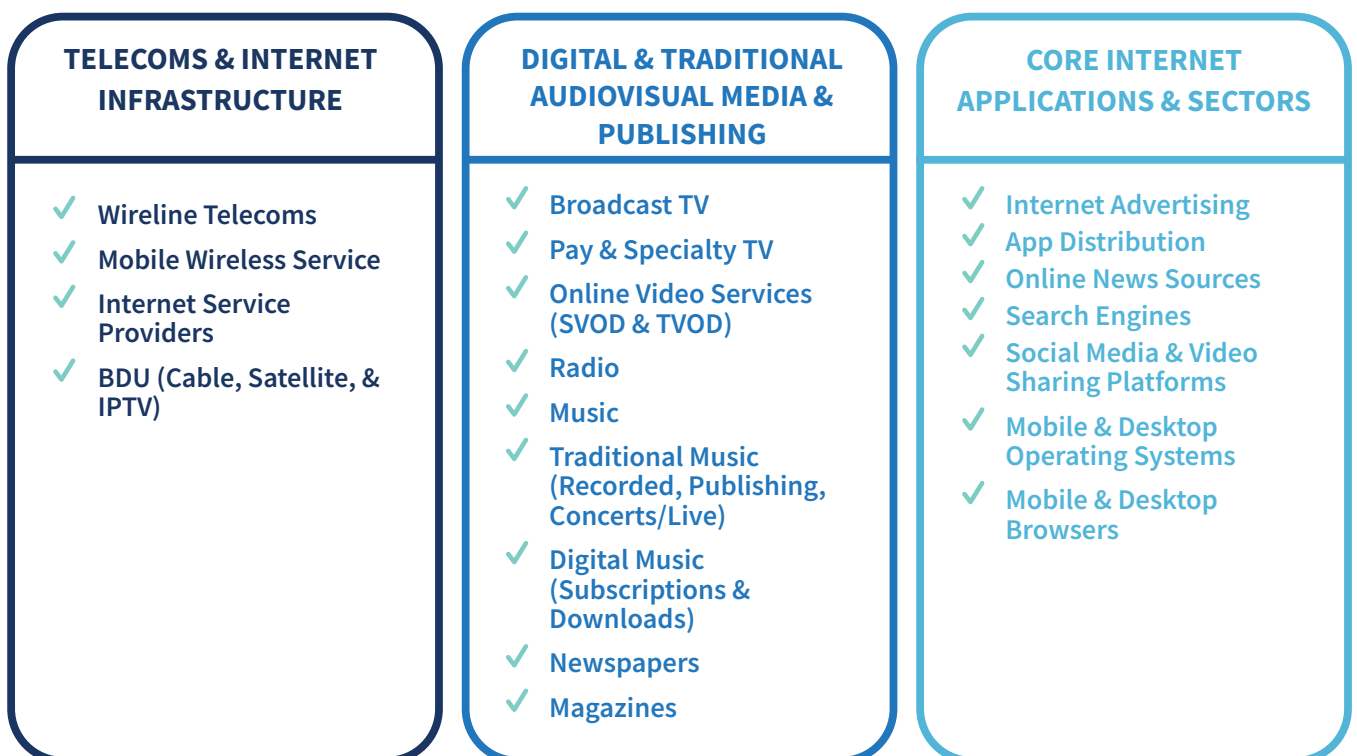 TELECOMS & INTERNET
INFRASTRUCTURE
Wireline Telecoms
Mobile Wireless Service
Internet Service
Providers
BDU (Cable, Satellite, &
IPTV)
DIGITAL & TRADITIONAL
AUDIOVISUAL MEDIA &
PUBLISHING
Broadcast TV
Pay & Specialty TV
Online Video Services
(SVOD & TVOD)
Radio
Music
Traditional Music
(Recorded, Publishing,
Concerts/Live)
Digital Music
(Subscriptions &
Downloads)
Newspapers
Magazines
CORE INTERNET
APPLICATIONS & SECTORS
Internet Advertising
App Distribution
Online News Sources
Search Engines
Social Media & Video
Sharing Platforms
Mobile & Desktop
Operating Systems
Mobile & Desktop
Browsers